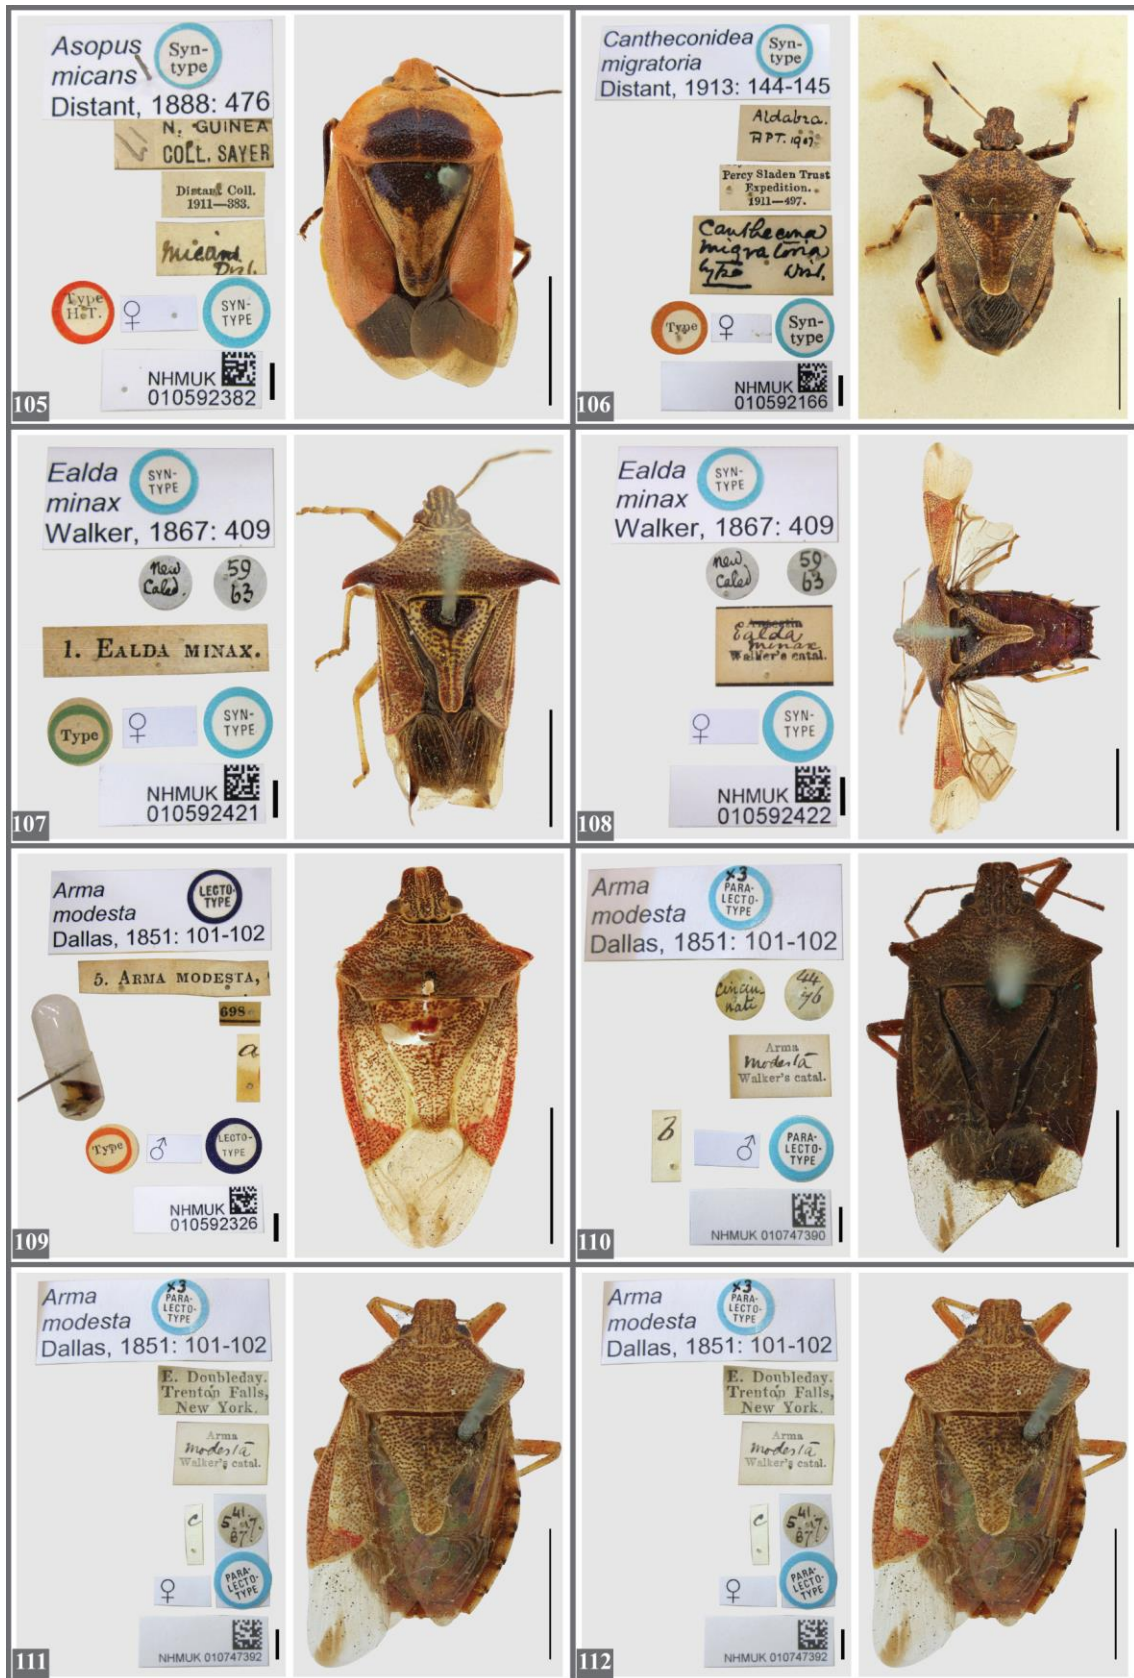 Asopus
micans
Distant, 1888: 476
Syn-
type
N. GUINEA
COLL. SAYER
Distant Coll.
1911—383.
micans
Dist.
Type
H.T.
♀
SYN-
TYPE
NHMUK
010592382
105
Cantheconidea
migratoria
Distant, 1913: 144-145
Syn-
type
Aldabra.
Percy Sladen Trust
Expedition.
1911—497.
Canthecona
migratoria
type Dist.
Type
♀
Syn-
type
NHMUK
010592166
106
Ealda
minax
Walker, 1867: 409
SYN-
TYPE
New
Caled.
59
63
1. EALDA MINAX.
Type
♀
SYN-
TYPE
NHMUK
010592421
107
Ealda
minax
Walker, 1867: 409
SYN-
TYPE
New
Caled
59
63
Ealda
minax
Walker's catal.
♀
SYN-
TYPE
NHMUK
010592422
108
Arma
modesta
Dallas, 1851: 101-102
LECTO-
TYPE
5. ARMA MODESTA,
698
a
Type
♂
LECTO-
TYPE
NHMUK
010592326
109
Arma
modesta
Dallas, 1851: 101-102
x3
PARA-
LECTO-
TYPE
Cincin
nati
44
76
Arma
modesta
Walker's catal.
b
♂
PARA-
LECTO-
TYPE
NHMUK 010747390
110
Arma
modesta
Dallas, 1851: 101-102
x3
PARA-
LECTO-
TYPE
E. Doubleday.
Trenton Falls,
New York.
Arma
modesta
Walker's catal.
c
♀
PARA-
LECTO-
TYPE
NHMUK 010747392
111
Arma
modesta
Dallas, 1851: 101-102
x3
PARA-
LECTO-
TYPE
E. Doubleday.
Trenton Falls,
New York.
Arma
modesta
Walker's catal.
c
♀
PARA-
LECTO-
TYPE
NHMUK 010747392
112